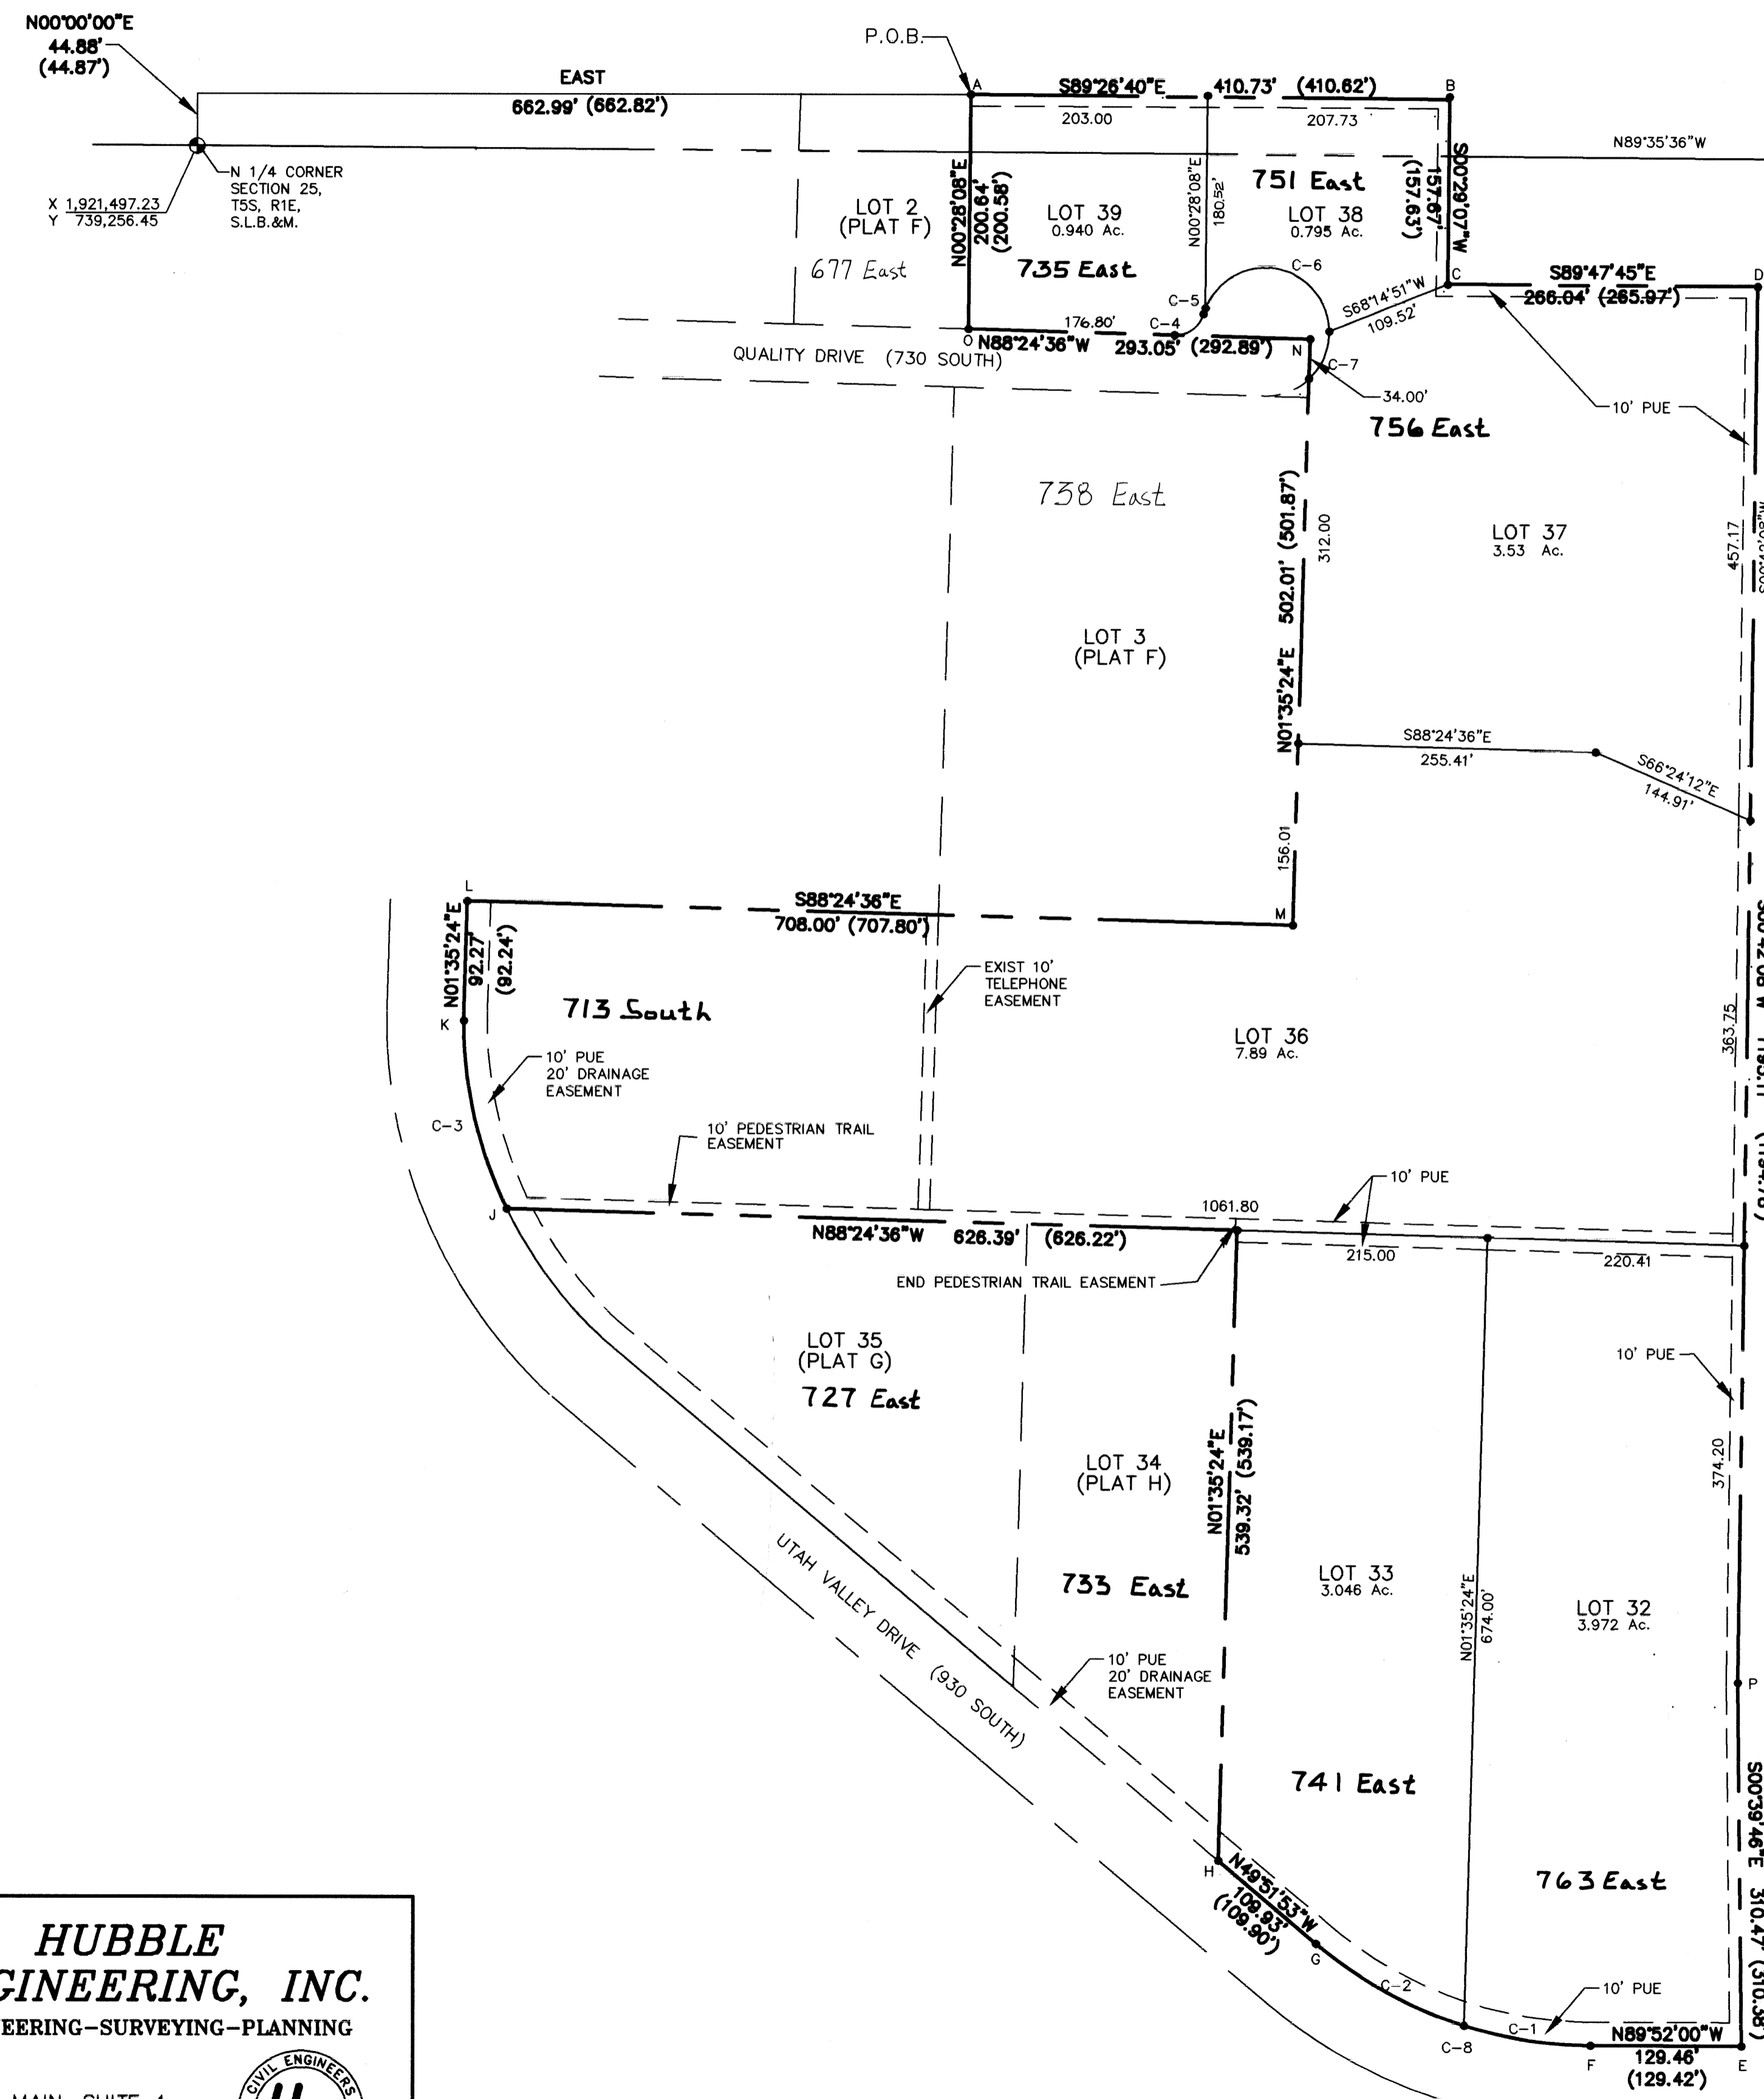 N00°00'00"E
44.88'
(44.87')
P.O.B.
EAST
662.99' (662.82')
A
S89°26'40"E 410.73' (410.62')
B
203.00
207.73
N89°35'36"W
N 1/4 CORNER
SECTION 25,
T5S, R1E,
S.L.B.&M.
X 1,921,497.23
Y 739,256.45
LOT 2
(PLAT F)
677 East
N00°28'08"E
200.64'
(200.58')
LOT 39
0.940 Ac.
735 East
N00°28'08"E
180.52'
751 East
LOT 38
0.795 Ac.
S00°29'07"W
157.67'
(157.63')
C-6
C-5
C-4
C
S89°47'45"E
266.04' (265.97')
D
S68°14'51"W
109.52'
176.80'
O
N88°24'36"W 293.05' (292.89')
N
C-7
QUALITY DRIVE (730 SOUTH)
34.00'
10' PUE
756 East
738 East
N01°35'24"E 502.01' (501.87')
312.00
LOT 37
3.53 Ac.
457.17
LOT 3
(PLAT F)
S88°24'36"E
255.41'
S66°24'12"E
144.91'
156.01
L
S88°24'36"E
708.00' (707.80')
M
N01°35'24"E
92.27'
(92.24')
K
EXIST 10'
TELEPHONE
EASEMENT
713 South
LOT 36
7.89 Ac.
363.75
10' PUE
20' DRAINAGE
EASEMENT
C-3
10' PEDESTRIAN TRAIL
EASEMENT
10' PUE
J
1061.80
N88°24'36"W 626.39' (626.22')
215.00
220.41
END PEDESTRIAN TRAIL EASEMENT
LOT 35
(PLAT G)
727 East
10' PUE
N01°35'24"E
539.32' (539.17')
374.20
LOT 34
(PLAT H)
733 East
UTAH VALLEY DRIVE (930 SOUTH)
LOT 33
3.046 Ac.
N01°35'24"E
674.00'
LOT 32
3.972 Ac.
10' PUE
20' DRAINAGE
EASEMENT
P
741 East
S00°39'46"E 310.47 (310.38')
763 East
H
N49°51'53"W
109.93'
(109.90')
G
C-2
10' PUE
C-1
C-8
F
N89°52'00"W
129.46'
(129.42')
E
HUBBLE
GINEERING, INC.
EERING-SURVEYING-PLANNING
CIVIL ENGINEERS